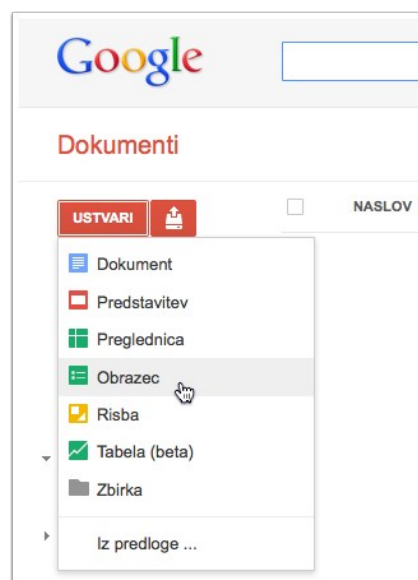 Google
Dokumenti
USTVARI
NASLOV
Dokument
Predstavitev
Preglednica
Obrazec
Risba
Tabela (beta)
Zbirka
Iz predloge ...